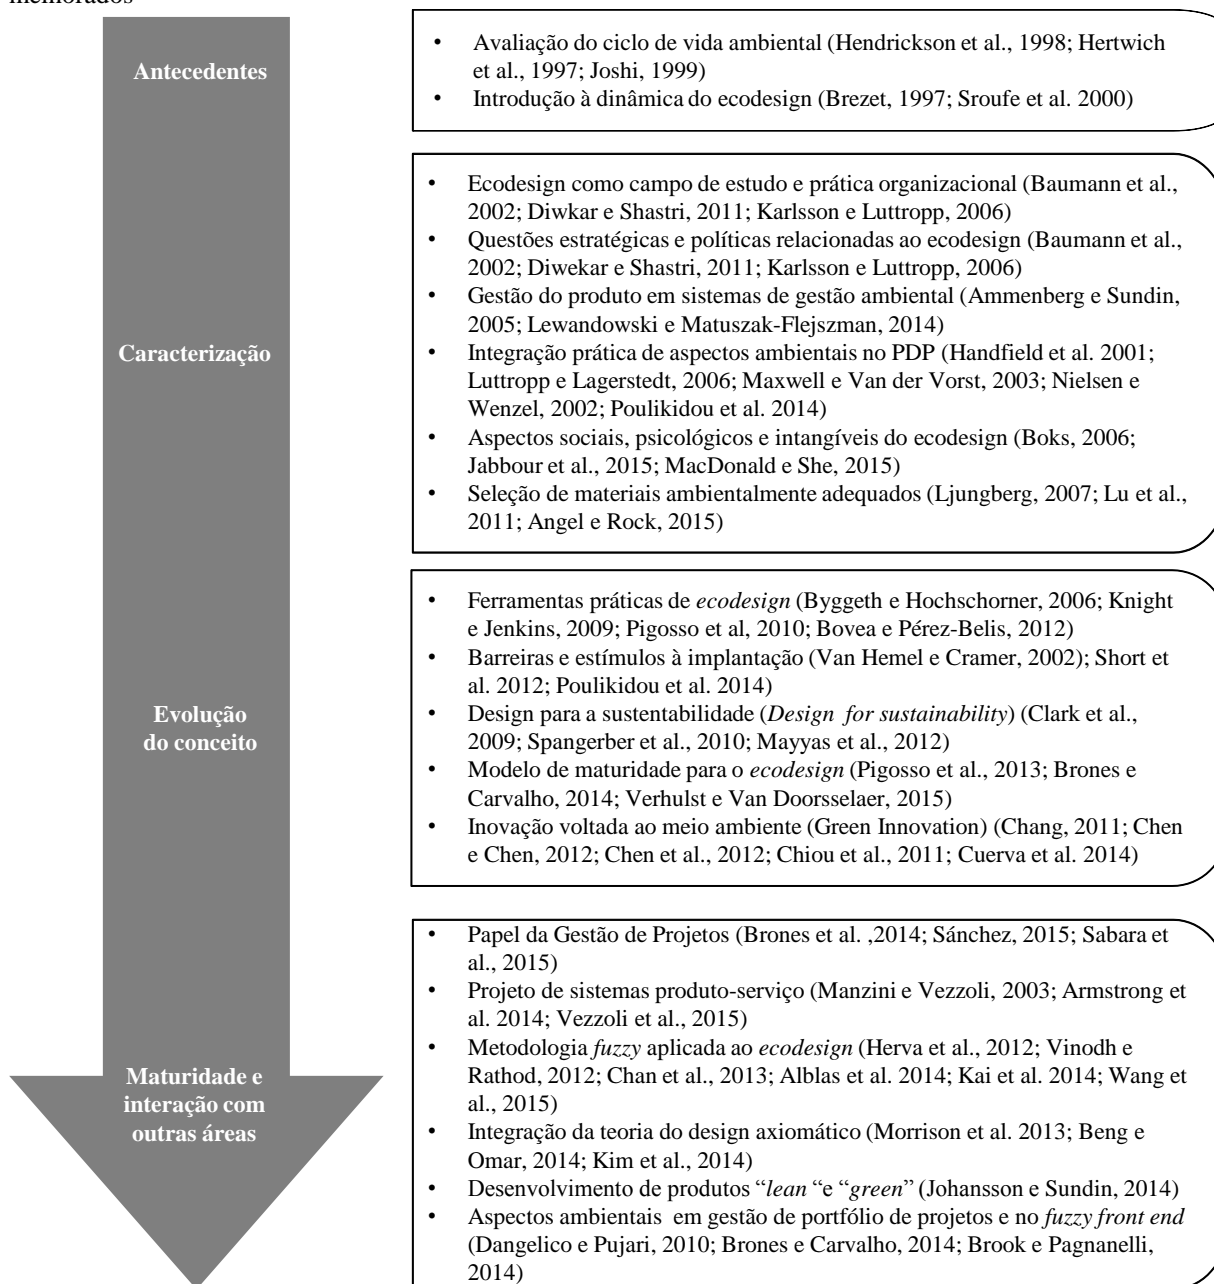 Antecedentes
• Avaliação do ciclo de vida ambiental (Hendrickson et al., 1998; Hertwich
et al., 1997; Joshi, 1999)
• Introdução à dinâmica do ecodesign (Brezet, 1997; Sroufe et al. 2000)
Caracterização
• Ecodesign como campo de estudo e prática organizacional (Baumann et al.,
2002; Diwkar e Shastri, 2011; Karlsson e Luttropp, 2006)
• Questões estratégicas e políticas relacionadas ao ecodesign (Baumann et al.,
2002; Diwekar e Shastri, 2011; Karlsson e Luttropp, 2006)
• Gestão do produto em sistemas de gestão ambiental (Ammenberg e Sundin,
2005; Lewandowski e Matuszak-Flejszman, 2014)
• Integração prática de aspectos ambientais no PDP (Handfield et al. 2001;
Luttropp e Lagerstedt, 2006; Maxwell e Van der Vorst, 2003; Nielsen e
Wenzel, 2002; Poulikidou et al. 2014)
• Aspectos sociais, psicológicos e intangíveis do ecodesign (Boks, 2006;
Jabbour et al., 2015; MacDonald e She, 2015)
• Seleção de materiais ambientalmente adequados (Ljungberg, 2007; Lu et al.,
2011; Angel e Rock, 2015)
Evolução
do conceito
• Ferramentas práticas de ecodesign (Byggeth e Hochschorner, 2006; Knight
e Jenkins, 2009; Pigosso et al, 2010; Bovea e Pérez-Belis, 2012)
• Barreiras e estímulos à implantação (Van Hemel e Cramer, 2002); Short et
al. 2012; Poulikidou et al. 2014)
• Design para a sustentabilidade (Design for sustainability) (Clark et al.,
2009; Spangerber et al., 2010; Mayyas et al., 2012)
• Modelo de maturidade para o ecodesign (Pigosso et al., 2013; Brones e
Carvalho, 2014; Verhulst e Van Doorsselaer, 2015)
• Inovação voltada ao meio ambiente (Green Innovation) (Chang, 2011; Chen
e Chen, 2012; Chen et al., 2012; Chiou et al., 2011; Cuerva et al. 2014)
Maturidade e
interação com
outras áreas
• Papel da Gestão de Projetos (Brones et al. ,2014; Sánchez, 2015; Sabara et
al., 2015)
• Projeto de sistemas produto-serviço (Manzini e Vezzoli, 2003; Armstrong et
al. 2014; Vezzoli et al., 2015)
• Metodologia fuzzy aplicada ao ecodesign (Herva et al., 2012; Vinodh e
Rathod, 2012; Chan et al., 2013; Alblas et al. 2014; Kai et al. 2014; Wang et
al., 2015)
• Integração da teoria do design axiomático (Morrison et al. 2013; Beng e
Omar, 2014; Kim et al., 2014)
• Desenvolvimento de produtos “lean “e “green” (Johansson e Sundin, 2014)
• Aspectos ambientais em gestão de portfólio de projetos e no fuzzy front end
(Dangelico e Pujari, 2010; Brones e Carvalho, 2014; Brook e Pagnanelli,
2014)